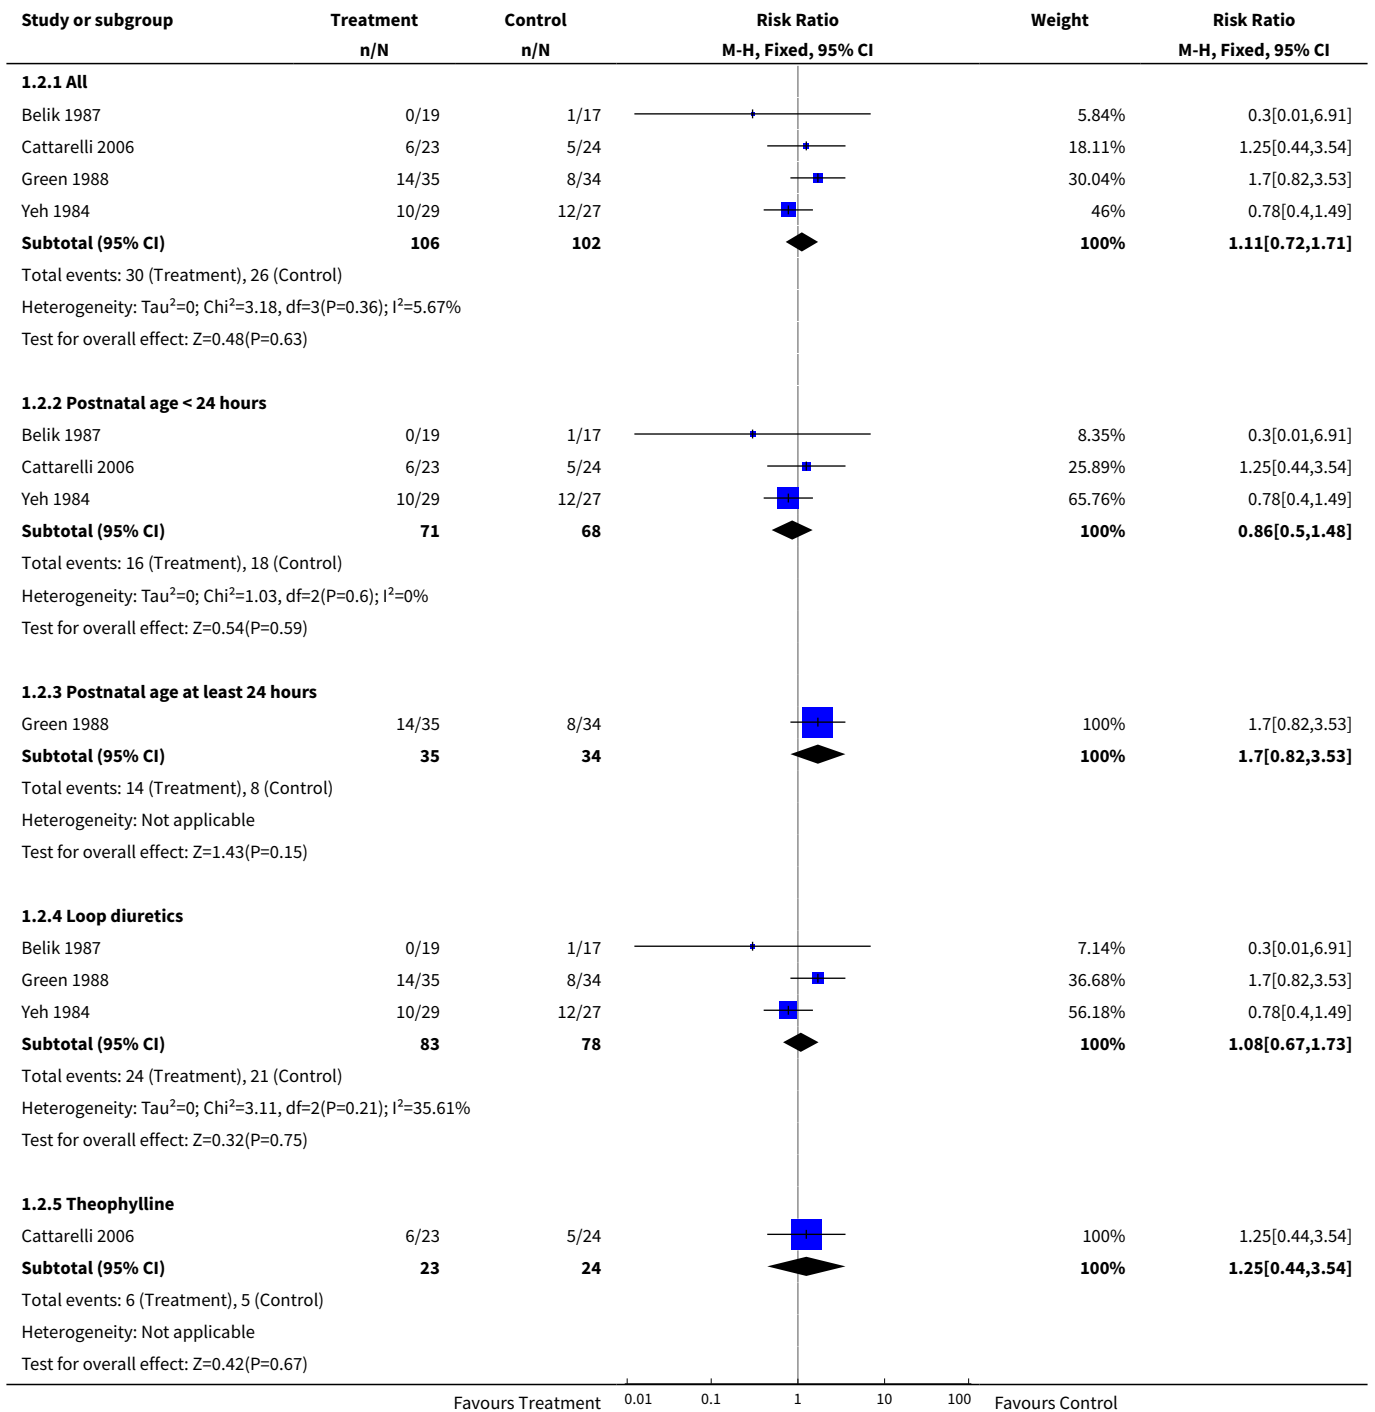 Study or subgroup Treatment Control Risk Ratio Weight Risk Ratio
n/N n/N M-H, Fixed, 95% CI M-H, Fixed, 95% CI
1.2.1 All
Belik 1987 0/19 1/17 5.84% 0.3[0.01,6.91]
Cattarelli 2006 6/23 5/24 18.11% 1.25[0.44,3.54]
Green 1988 14/35 8/34 30.04% 1.7[0.82,3.53]
Yeh 1984 10/29 12/27 46% 0.78[0.4,1.49]
Subtotal (95% CI) 106 102 100% 1.11[0.72,1.71]
Total events: 30 (Treatment), 26 (Control)
Heterogeneity: Tau²=0; Chi²=3.18, df=3(P=0.36); I²=5.67%
Test for overall effect: Z=0.48(P=0.63)
1.2.2 Postnatal age < 24 hours
Belik 1987 0/19 1/17 8.35% 0.3[0.01,6.91]
Cattarelli 2006 6/23 5/24 25.89% 1.25[0.44,3.54]
Yeh 1984 10/29 12/27 65.76% 0.78[0.4,1.49]
Subtotal (95% CI) 71 68 100% 0.86[0.5,1.48]
Total events: 16 (Treatment), 18 (Control)
Heterogeneity: Tau²=0; Chi²=1.03, df=2(P=0.6); I²=0%
Test for overall effect: Z=0.54(P=0.59)
1.2.3 Postnatal age at least 24 hours
Green 1988 14/35 8/34 100% 1.7[0.82,3.53]
Subtotal (95% CI) 35 34 100% 1.7[0.82,3.53]
Total events: 14 (Treatment), 8 (Control)
Heterogeneity: Not applicable
Test for overall effect: Z=1.43(P=0.15)
1.2.4 Loop diuretics
Belik 1987 0/19 1/17 7.14% 0.3[0.01,6.91]
Green 1988 14/35 8/34 36.68% 1.7[0.82,3.53]
Yeh 1984 10/29 12/27 56.18% 0.78[0.4,1.49]
Subtotal (95% CI) 83 78 100% 1.08[0.67,1.73]
Total events: 24 (Treatment), 21 (Control)
Heterogeneity: Tau²=0; Chi²=3.11, df=2(P=0.21); I²=35.61%
Test for overall effect: Z=0.32(P=0.75)
1.2.5 Theophylline
Cattarelli 2006 6/23 5/24 100% 1.25[0.44,3.54]
Subtotal (95% CI) 23 24 100% 1.25[0.44,3.54]
Total events: 6 (Treatment), 5 (Control)
Heterogeneity: Not applicable
Test for overall effect: Z=0.42(P=0.67)
Favours Treatment 0.01 0.1 1 10 100 Favours Control